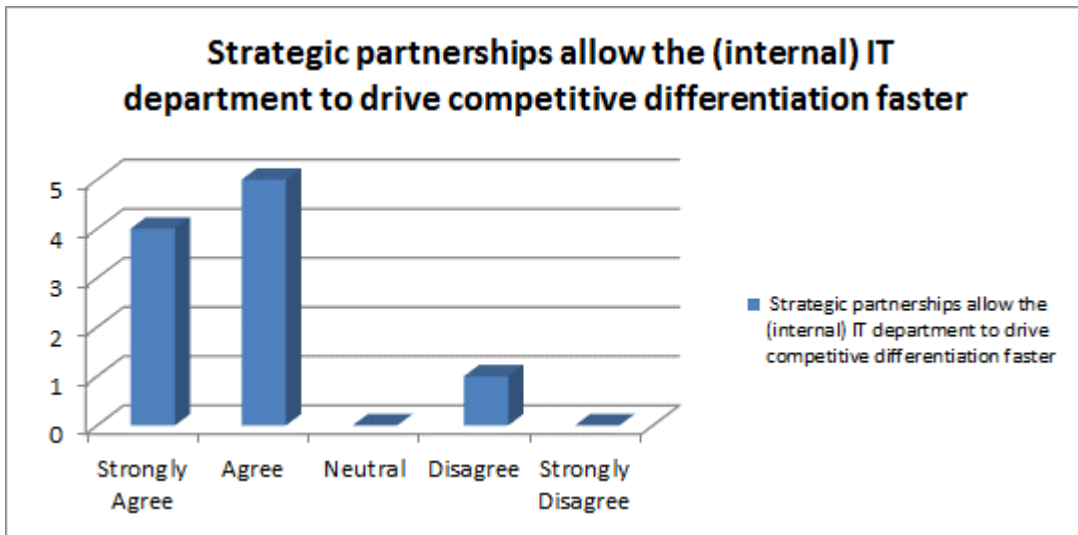 Strategic partnerships allow the (internal) IT
department to drive competitive differentiation faster
5
4
3
2
1
0
Strongly Agree
Agree
Neutral
Disagree
Strongly Disagree
Strategic partnerships allow the
(internal) IT department to drive
competitive differentiation faster